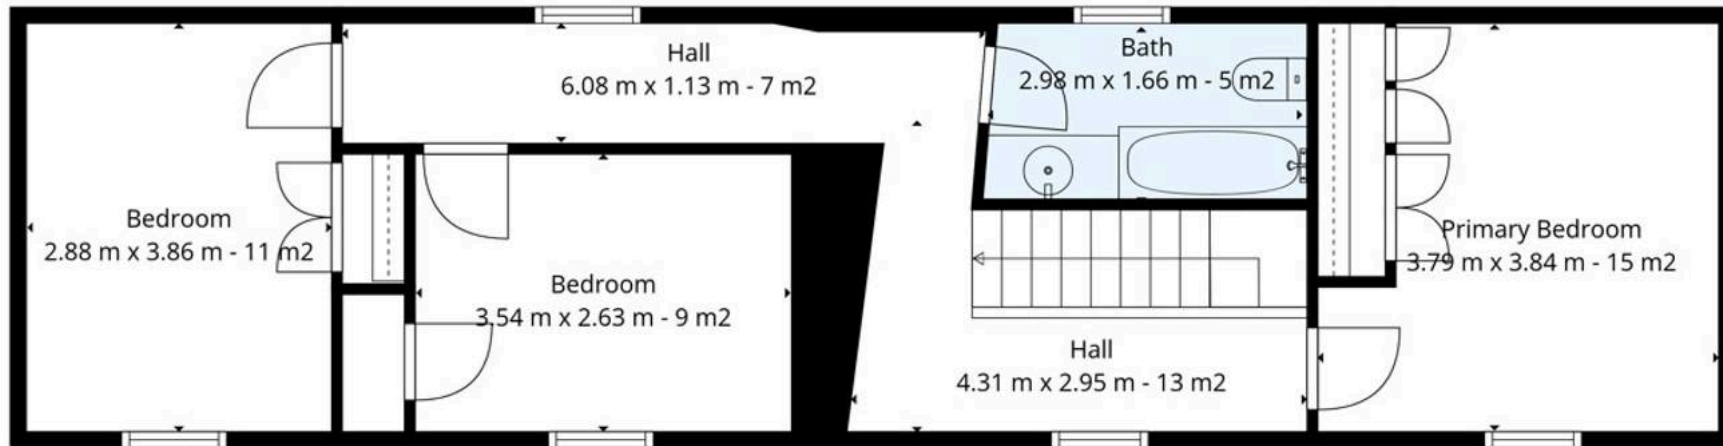 Hall
6.08 m x 1.13 m - 7 m2
Bath
2.98 m x 1.66 m - 5 m2
Bedroom
2.88 m x 3.86 m - 11 m2
Primary Bedroom
3.79 m x 3.84 m - 15 m2
Bedroom
3.54 m x 2.63 m - 9 m2
Hall
4.31 m x 2.95 m - 13 m2